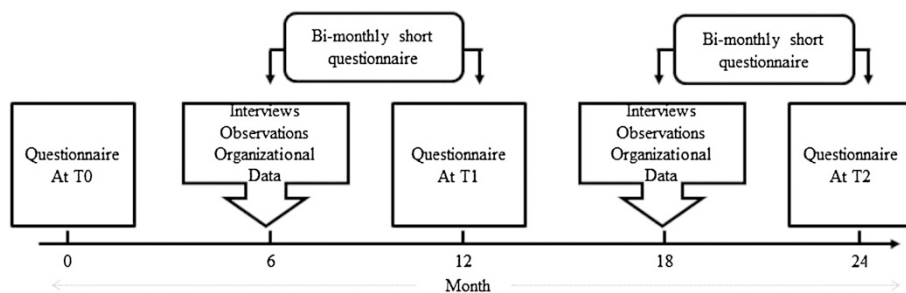 Bi-monthly short
questionnaire
Bi-monthly short
questionnaire
Questionnaire
At T0
Interviews
Observations
Organizational
Data
Questionnaire
At T1
Interviews
Observations
Organizational
Data
Questionnaire
At T2
0
6
12
18
24
Month